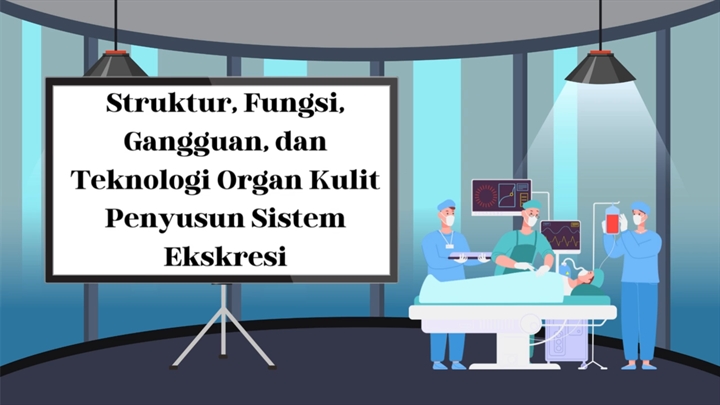 Struktur, Fungsi,
Gangguan, dan
Teknologi Organ Kulit
Penyusun Sistem
Ekskresi